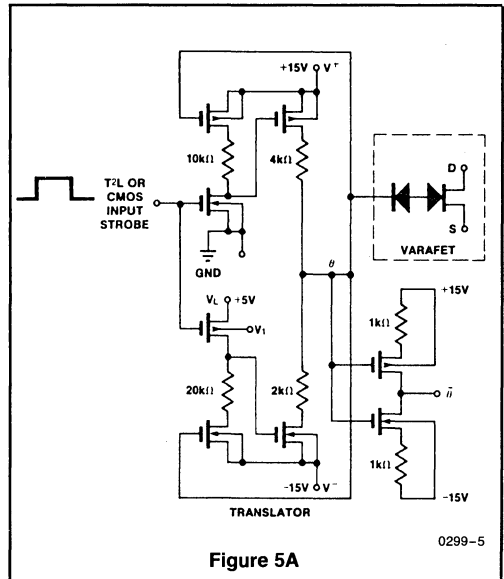 +15V V+
10kΩ
4kΩ
T²L OR
CMOS
INPUT
STROBE
GND
D
S
VARAFET
θ
+15V
1kΩ
VL +5V
V1
θ̄
20kΩ
2kΩ
1kΩ
-15V V-
-15V
TRANSLATOR
0299-5
Figure 5A